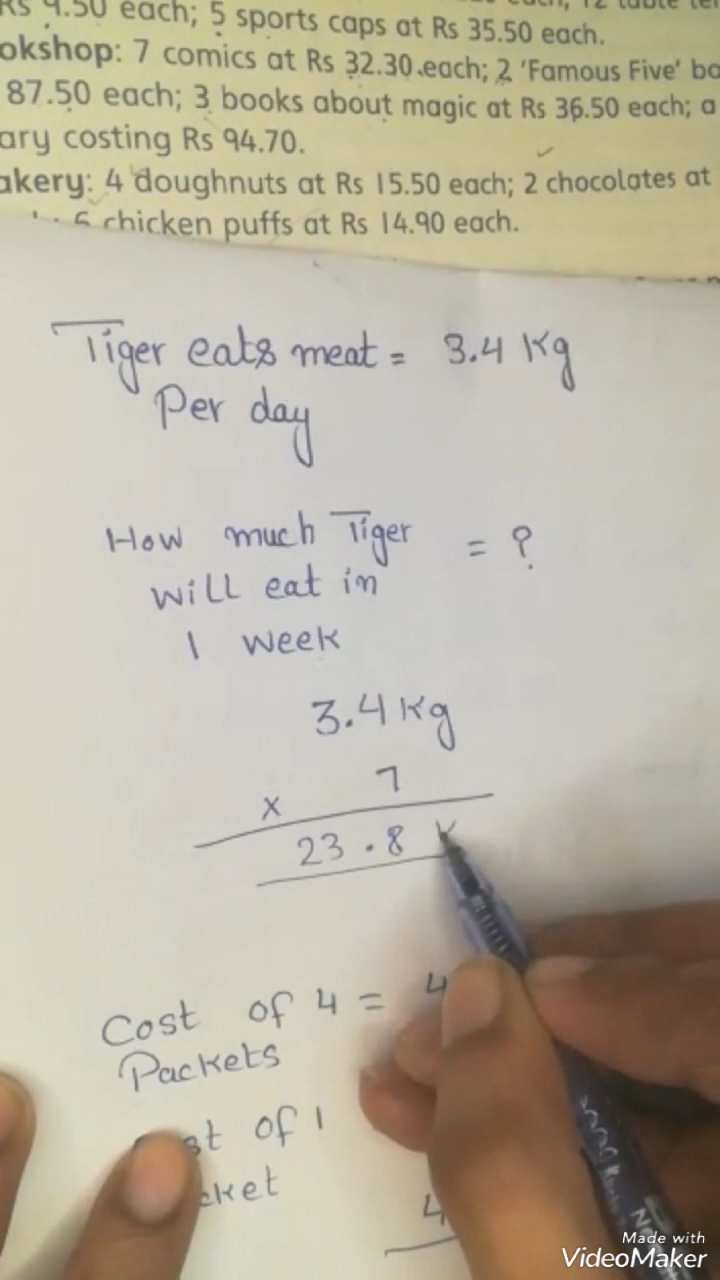 Rs 9.50 each; 5 sports caps at Rs 35.50 each.
okshop: 7 comics at Rs 32.30 each; 2 'Famous Five' bo
87.50 each; 3 books about magic at Rs 36.50 each; a
ary costing Rs 94.70.
akery: 4 doughnuts at Rs 15.50 each; 2 chocolates at
6 chicken puffs at Rs 14.90 each.
Tiger eats meat = 3.4 Kg
Per day
How much Tiger = ?
will eat in
1 week
3.4 Kg
x 7
23.8 K
Cost of 4 = 4
Packets
st of 1
cket
4
Made with
VideoMaker